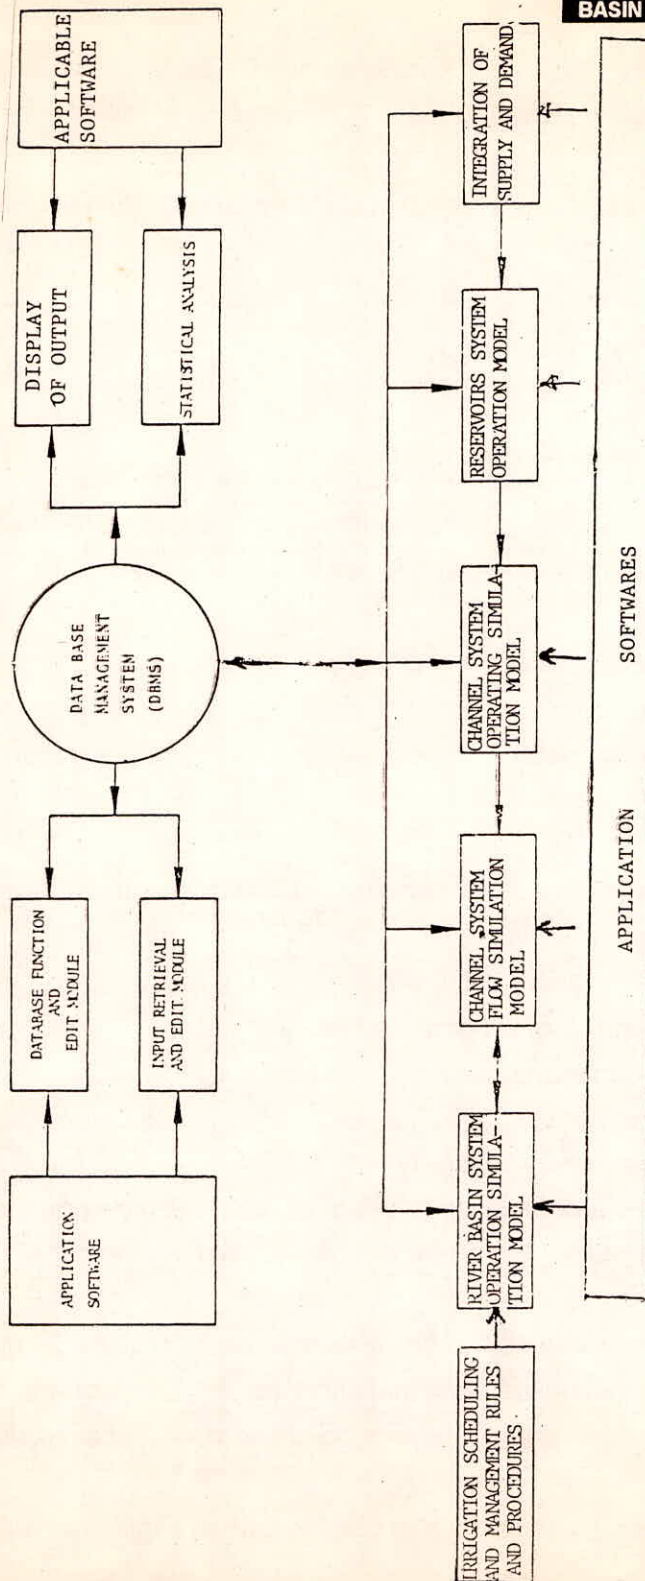 BASIN
APPLICATION
SOFTWARE
DATABASE FUNCTION
AND
EDIT MODULE
INPUT RETRIEVAL
AND EDIT MODULE
DATA BASE
MANAGEMENT
SYSTEM
(DBMS)
DISPLAY
OF OUTPUT
STATISTICAL ANALYSIS
APPLICABLE
SOFTWARE
IRRIGATION SCHEDULING
AND MANAGEMENT RULES
AND PROCEDURES.
RIVER BASIN SYSTEM
OPERATION SIMULA-
TION MODEL
CHANNEL SYSTEM
FLOW SIMULATION
MODEL
CHANNEL SYSTEM
OPERATING SIMULA-
TION MODEL
RESERVOIRS SYSTEM
OPERATION MODEL
INTEGRATION OF
SUPPLY AND DEMAND
APPLICATION SOFTWARES